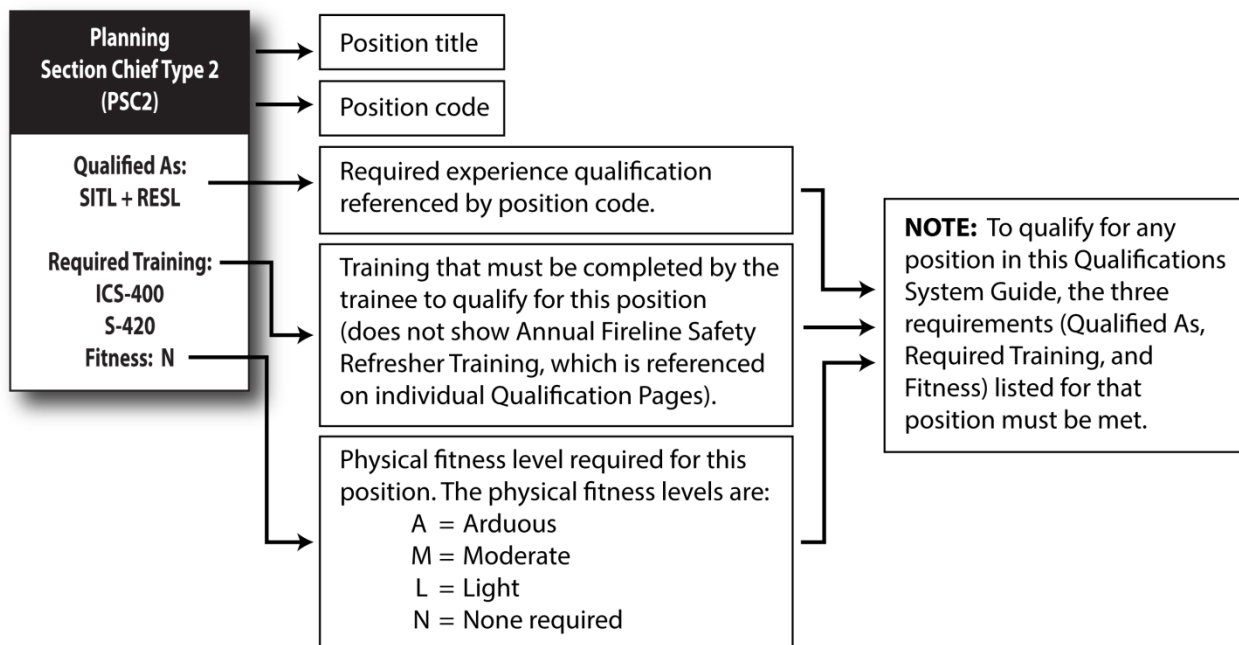 Planning
Section Chief Type 2
(PSC2)
Qualified As:
SITL + RESL
Required Training:
ICS-400
S-420
Fitness: N
Position title
Position code
Required experience qualification
referenced by position code.
Training that must be completed by the
trainee to qualify for this position
(does not show Annual Fireline Safety
Refresher Training, which is referenced
on individual Qualification Pages).
Physical fitness level required for this
position. The physical fitness levels are:
A = Arduous
M = Moderate
L = Light
N = None required
NOTE: To qualify for any
position in this Qualifications
System Guide, the three
requirements (Qualified As,
Required Training, and
Fitness) listed for that
position must be met.